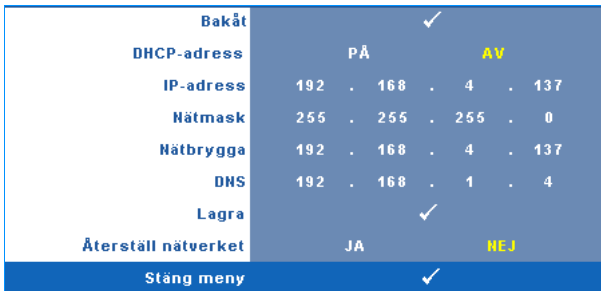 Bakåt ✓
DHCP-adress PÅ AV
IP-adress 192 . 168 . 4 . 137
Nätmask 255 . 255 . 255 . 0
Nätbrygga 192 . 168 . 4 . 137
DNS 192 . 168 . 1 . 4
Lagra ✓
Återställ nätverket JA NEJ
Stäng meny ✓